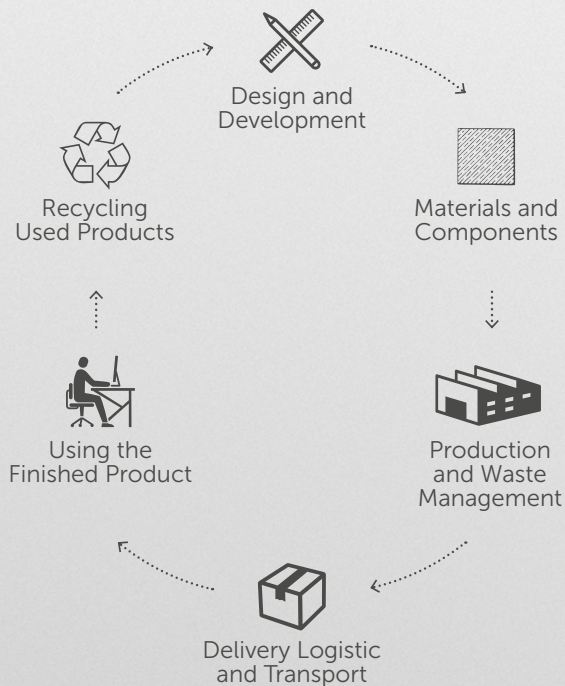 Design and
Development
Materials and
Components
Production
and Waste
Management
Delivery Logistic
and Transport
Using the
Finished Product
Recycling
Used Products